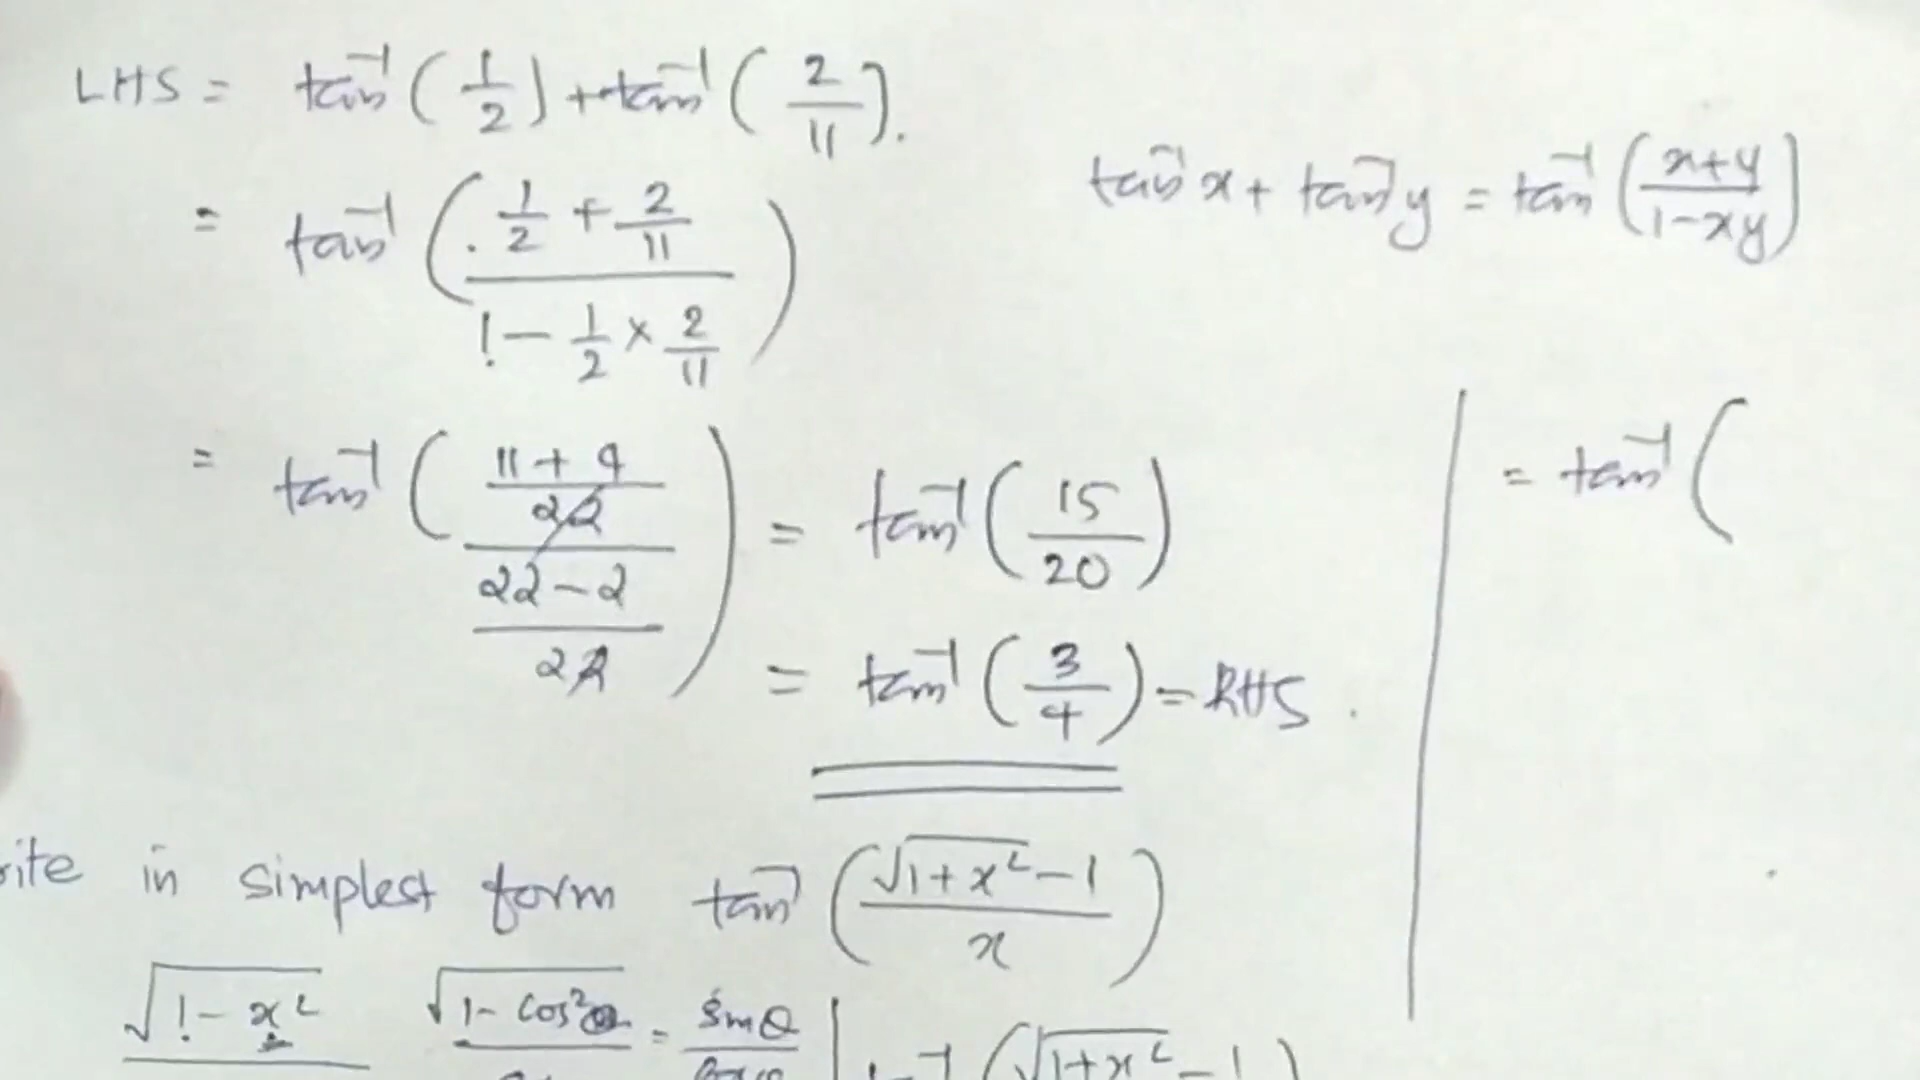 LHS = tan⁻¹ (1/2) + tan⁻¹ (2/11).
tan⁻¹x + tan⁻¹y = tan⁻¹ ((x+y)/(1-xy))
= tan⁻¹ ((1/2 + 2/11)/(1 - 1/2 × 2/11))
= tan⁻¹ (((11+4)/22)/((22-2)/22)) = tan⁻¹ (15/20)
= tan⁻¹ (3/4) = RHS.
= tan⁻¹ (
in simplest form tan⁻¹ ((√(1+x²) - 1)/x)
√(1-x²) √(1-cos²θ) = sinθ
(√(1+x²) - 1)